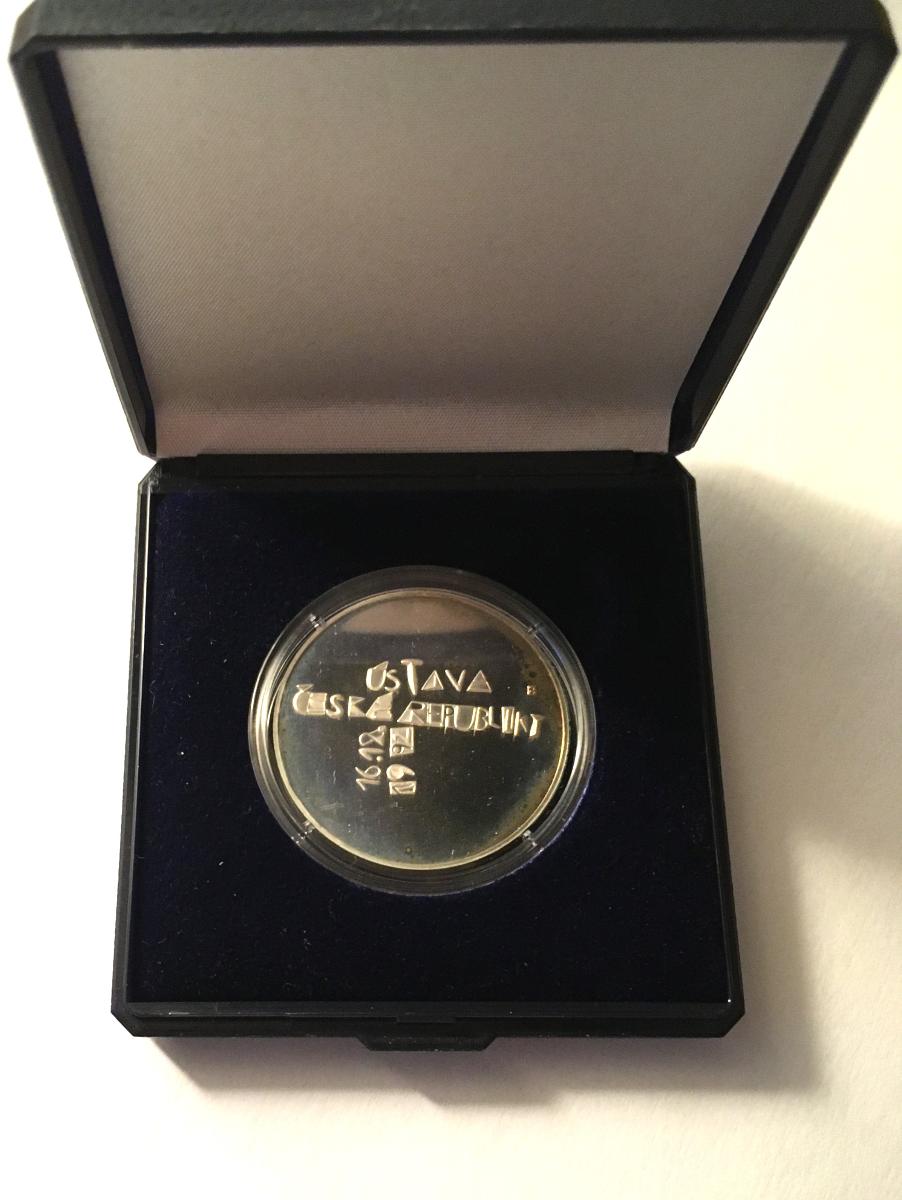 ÚSTAVA
ČESKÉ REPUBLIKY
16.12.
1992